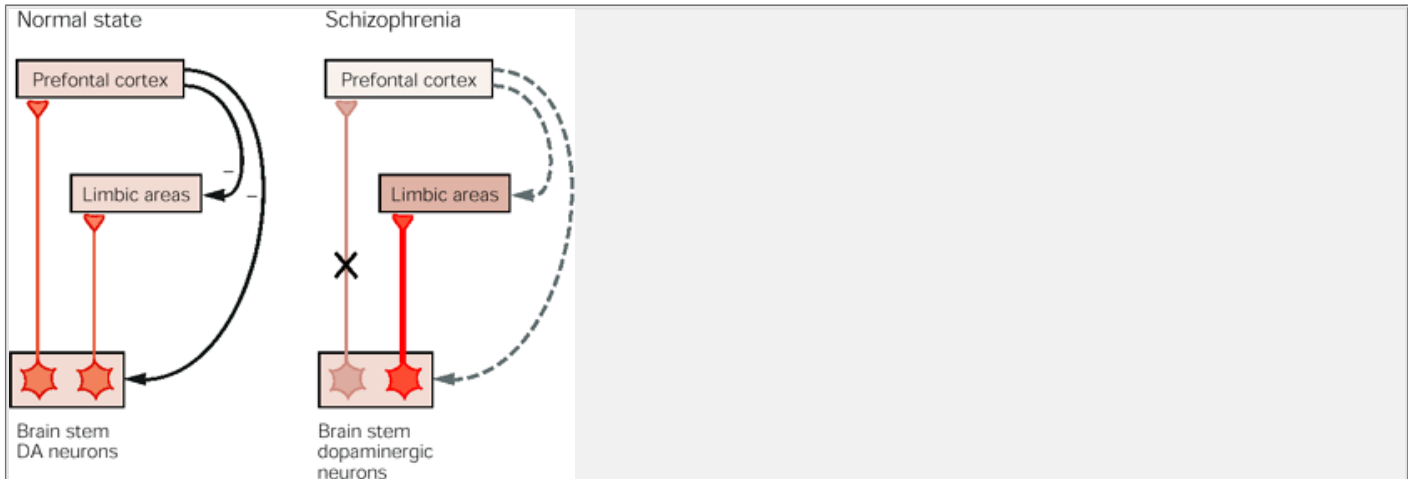 Normal state
Prefontal cortex
–
Limbic areas
–
Brain stem
DA neurons
Schizophrenia
Prefontal cortex
Limbic areas
Brain stem
dopaminergic
neurons